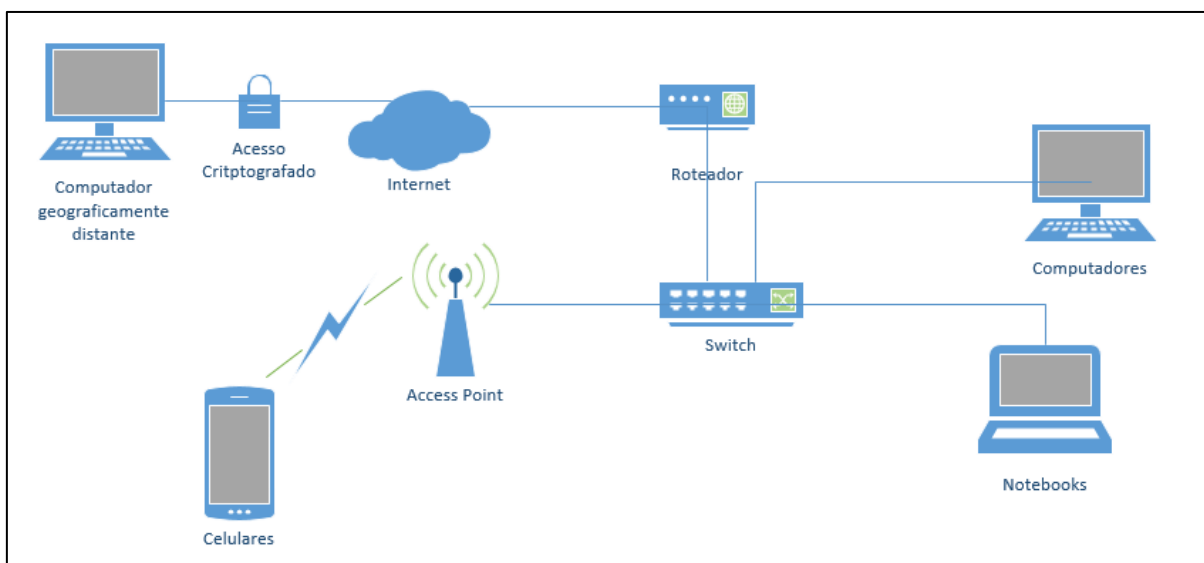 Acesso
Critptografado
Computador
geograficamente
distante
Internet
Roteador
Computadores
Switch
Access Point
Notebooks
Celulares